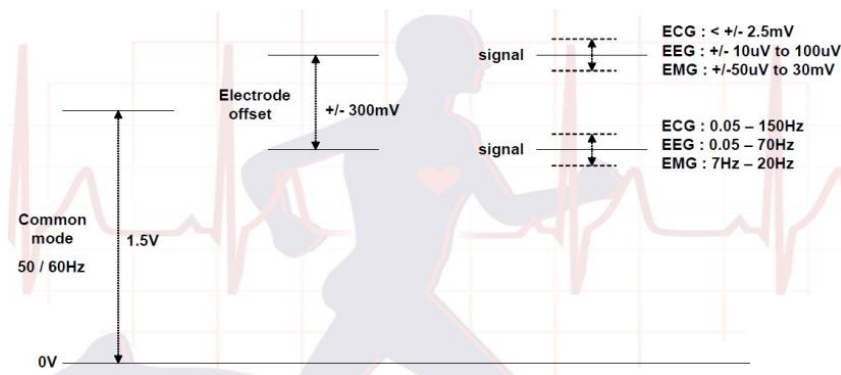 ECG : < +/- 2.5mV
signal
EEG : +/- 10uV to 100uV
EMG : +/-50uV to 30mV
Electrode
offset
+/- 300mV
ECG : 0.05 – 150Hz
signal
EEG : 0.05 – 70Hz
EMG : 7Hz – 20Hz
Common
mode
1.5V
50 / 60Hz
0V